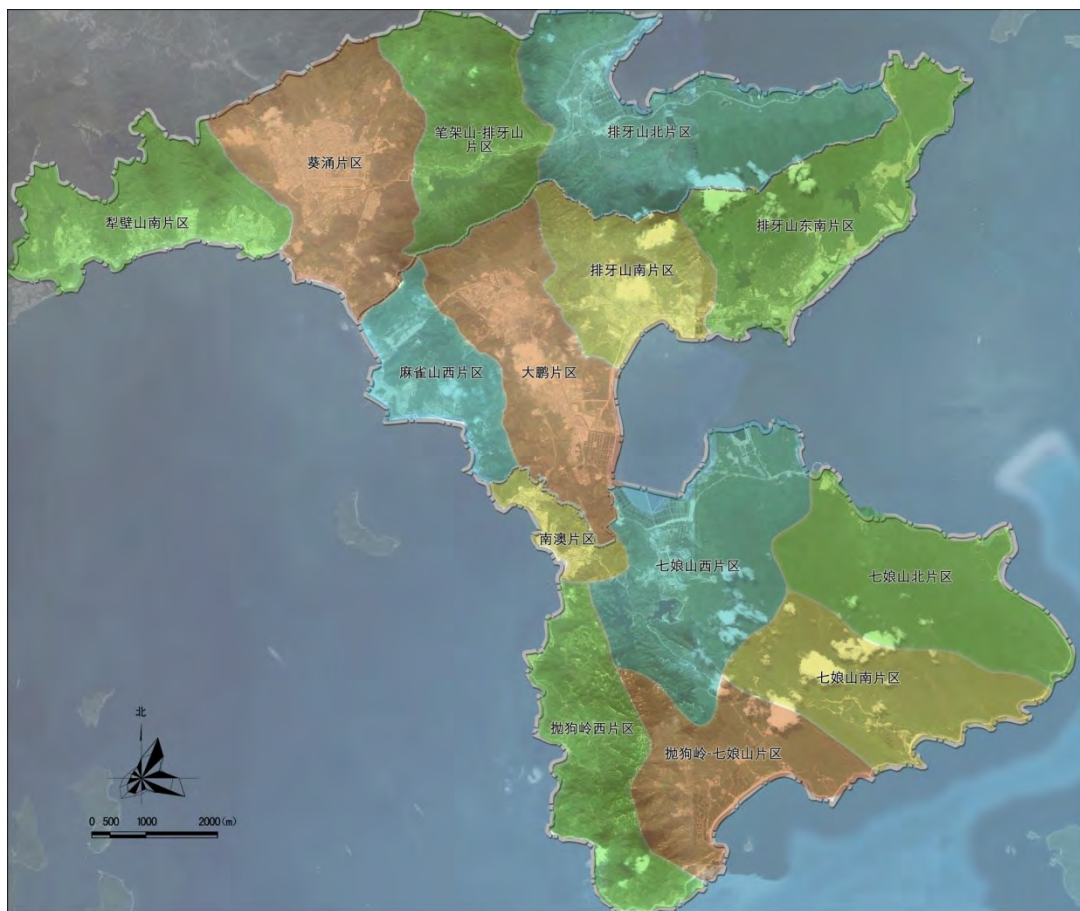 笔架山-排牙山
片区
排牙山北片区
葵涌片区
犁壁山南片区
排牙山东南片区
排牙山南片区
麻雀山西片区
大鹏片区
南澳片区
七娘山西片区
七娘山北片区
七娘山南片区
抛狗岭西片区
抛狗岭-七娘山片区
北
0 500 1000 2000(m)